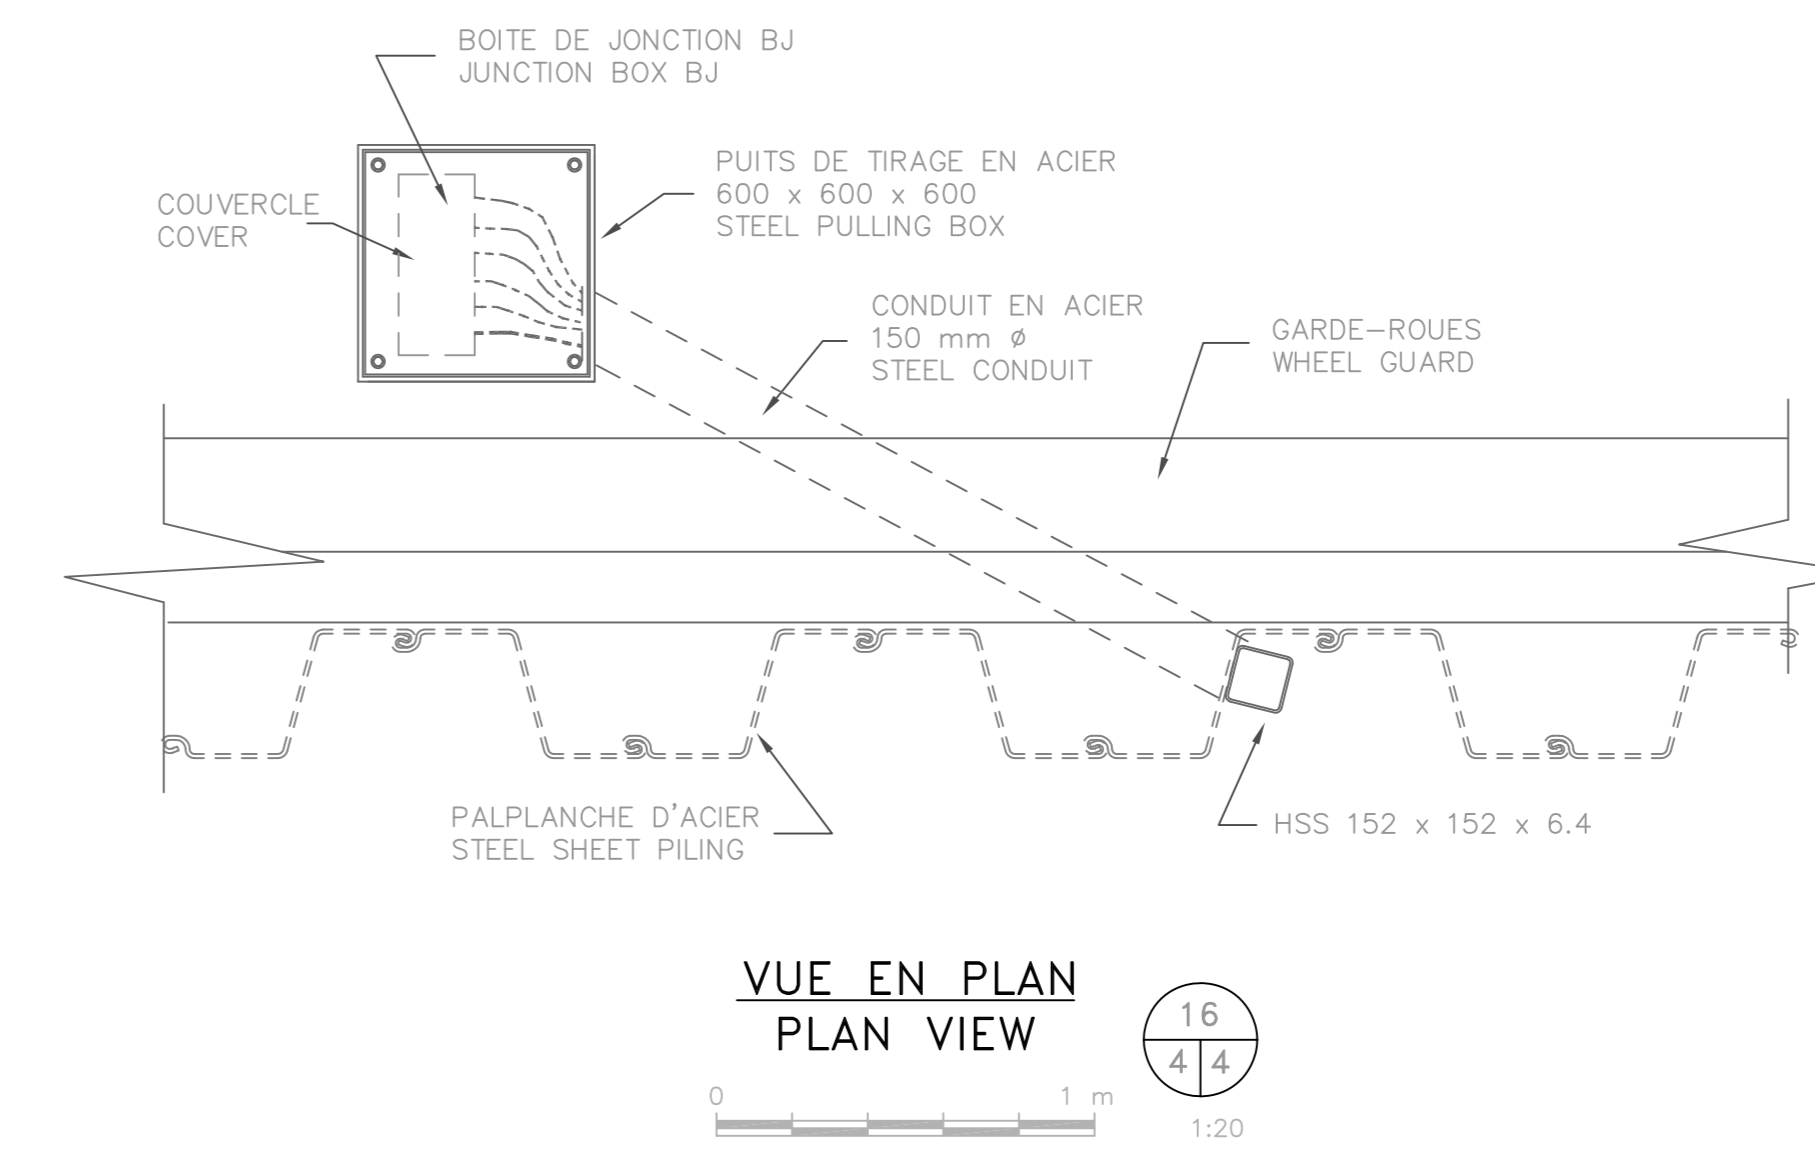 BOITE DE JONCTION BJ
JUNCTION BOX BJ
PUITS DE TIRAGE EN ACIER
600 x 600 x 600
STEEL PULLING BOX
COUVERCLE
COVER
CONDUIT EN ACIER
150 mm ø
STEEL CONDUIT
GARDE-ROUES
WHEEL GUARD
PALPLANCHE D'ACIER
STEEL SHEET PILING
HSS 152 x 152 x 6.4
VUE EN PLAN
PLAN VIEW
16
4 4
0 1 m
1:20